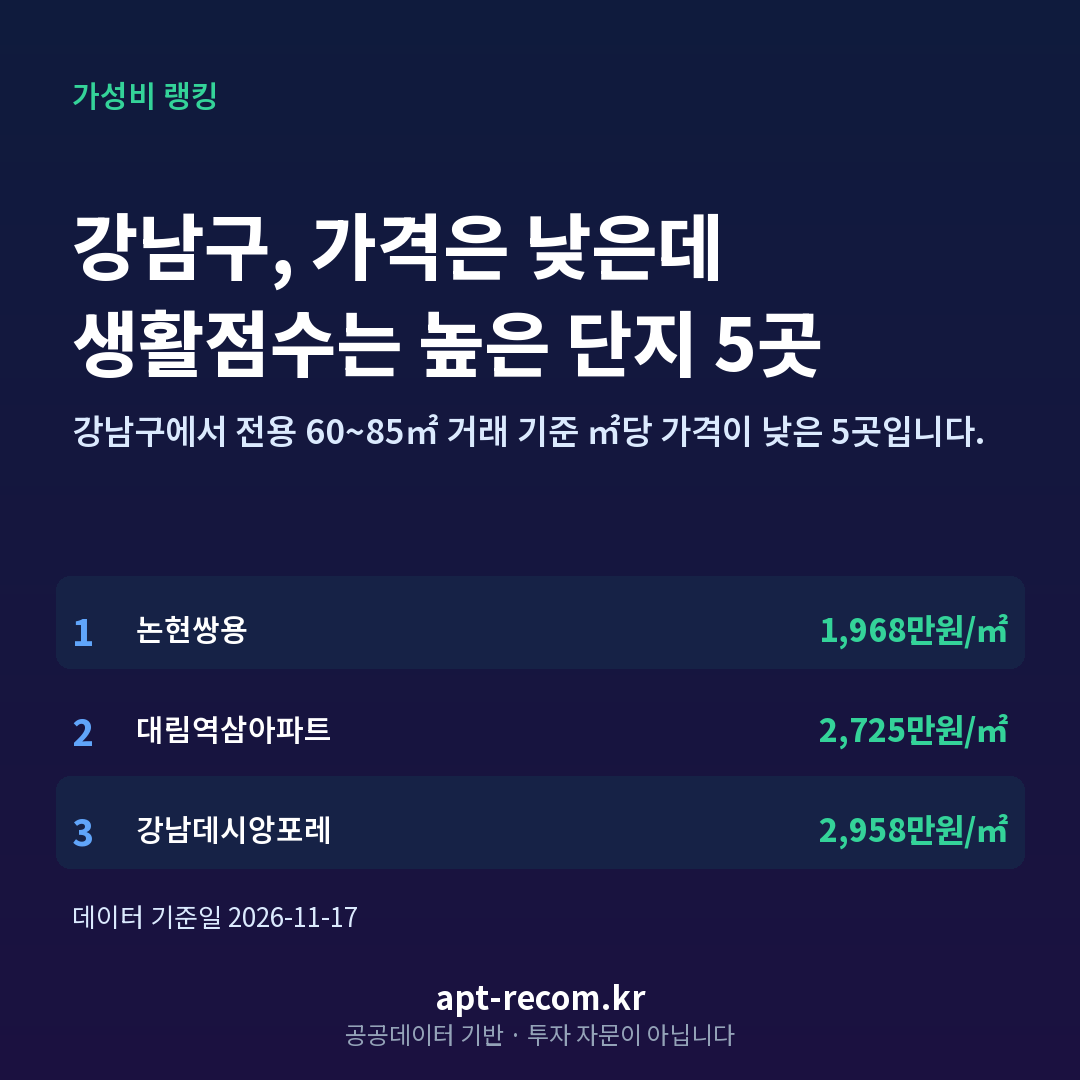 가성비 랭킹
강남구, 가격은 낮은데
생활점수는 높은 단지 5곳
강남구에서 전용 60~85㎡ 거래 기준 ㎡당 가격이 낮은 5곳입니다.
1 논현쌍용 1,968만원/㎡
2 대림역삼아파트 2,725만원/㎡
3 강남데시앙포레 2,958만원/㎡
데이터 기준일 2026-11-17
apt-recom.kr
공공데이터 기반 · 투자 자문이 아닙니다